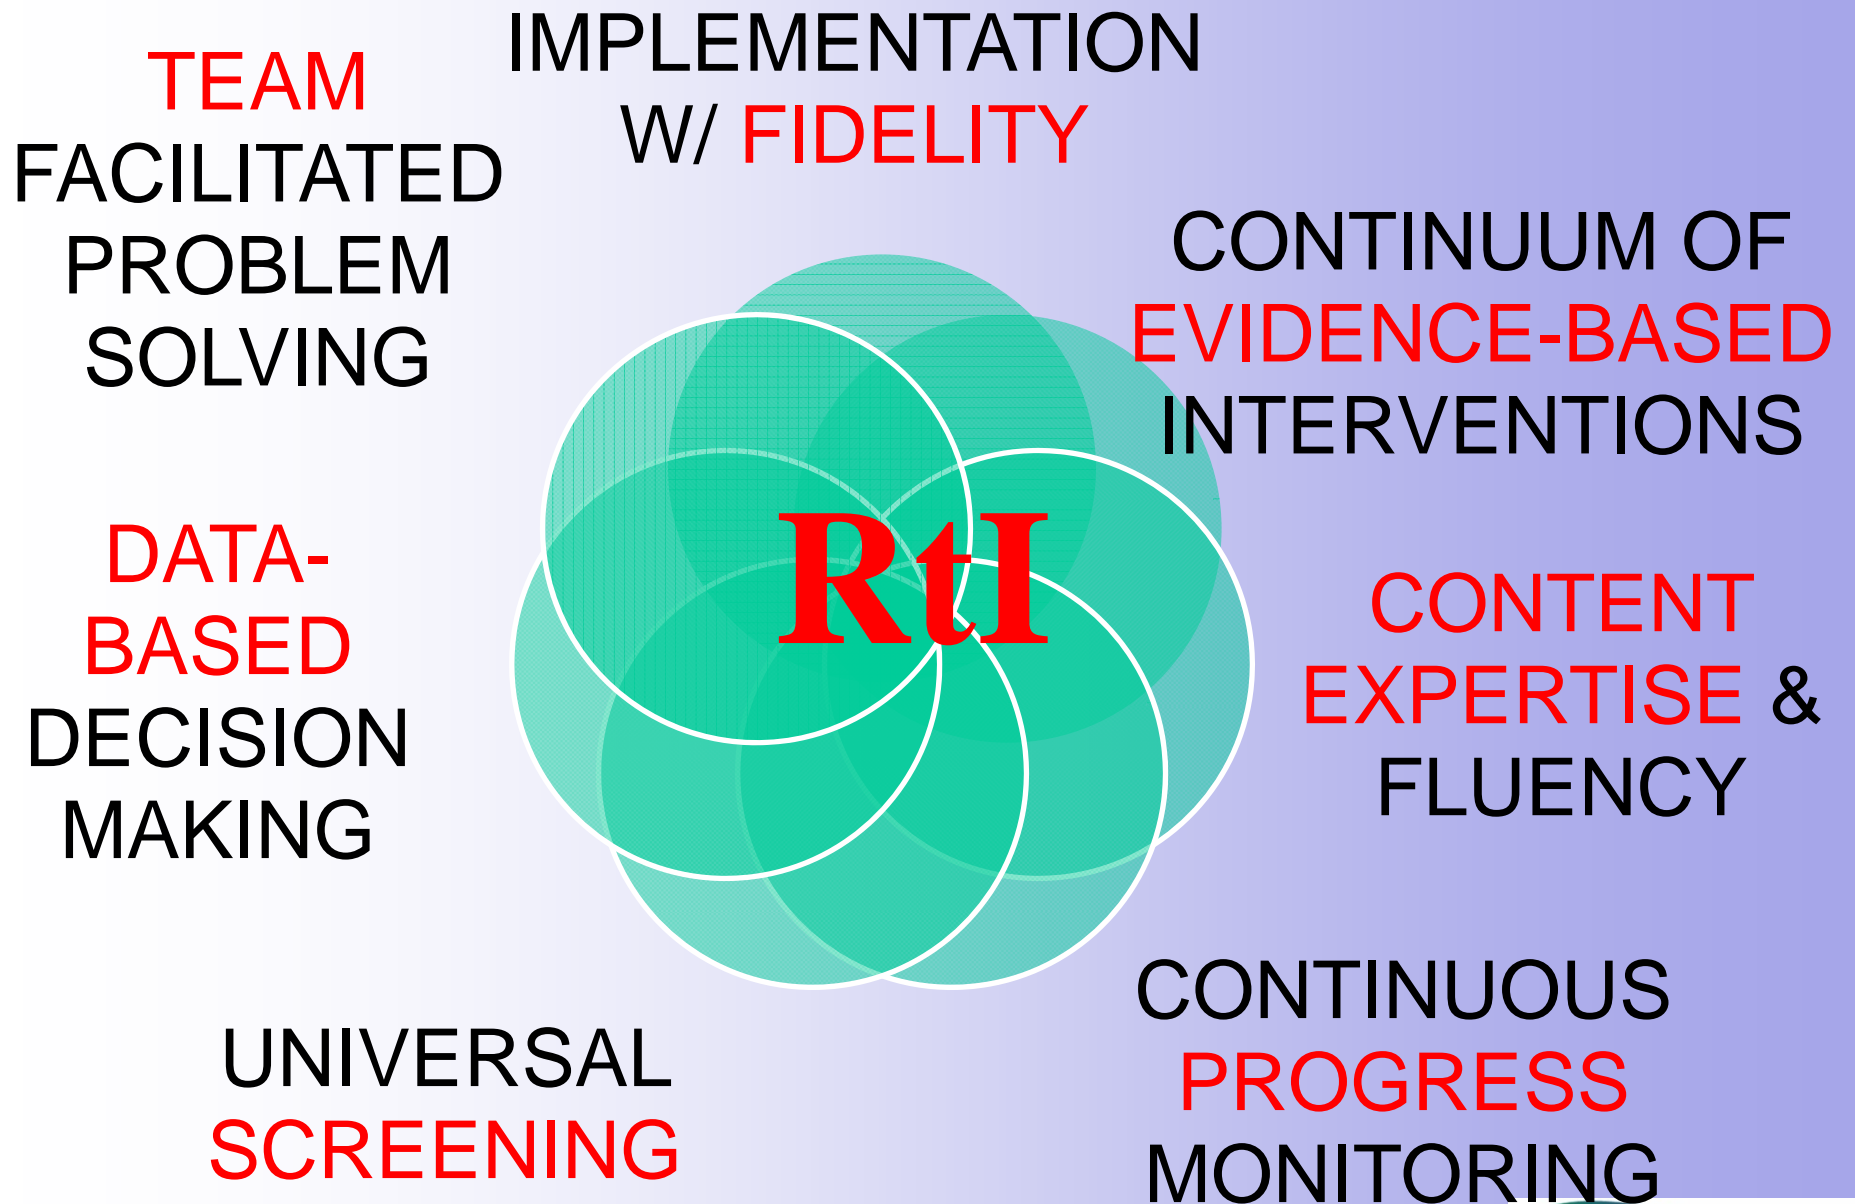 IMPLEMENTATION
W/ FIDELITY
TEAM
FACILITATED
PROBLEM
SOLVING
CONTINUUM OF
EVIDENCE-BASED
INTERVENTIONS
RtI
DATA-
BASED
DECISION
MAKING
CONTENT
EXPERTISE &
FLUENCY
UNIVERSAL
SCREENING
CONTINUOUS
PROGRESS
MONITORING